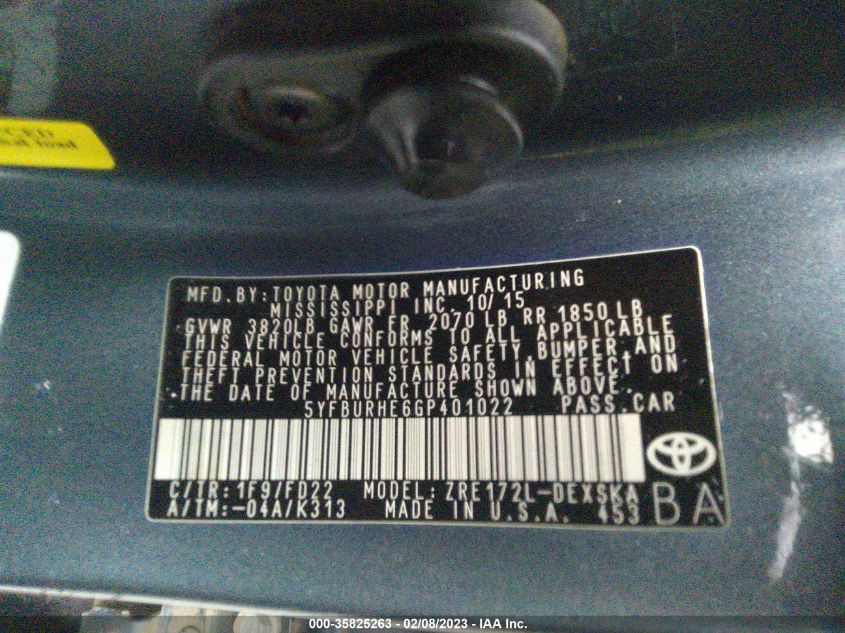 MFD. BY: TOYOTA MOTOR MANUFACTURING
MISSISSIPPI INC. 10/15
GVWR 3820LB GAWR FR 2070 LB RR 1850 LB
THIS VEHICLE CONFORMS TO ALL APPLICABLE
FEDERAL MOTOR VEHICLE SAFETY, BUMPER, AND
THEFT PREVENTION STANDARDS IN EFFECT ON
THE DATE OF MANUFACTURE SHOWN ABOVE.
5YFBURHE6GP401022 PASS. CAR
C/TR: 1F9/FD22 MODEL: ZRE172L-DEXSKA
A/TM: -04A/K313 MADE IN U.S.A. 453 BA
000-35825263 - 02/08/2023 - IAA Inc.